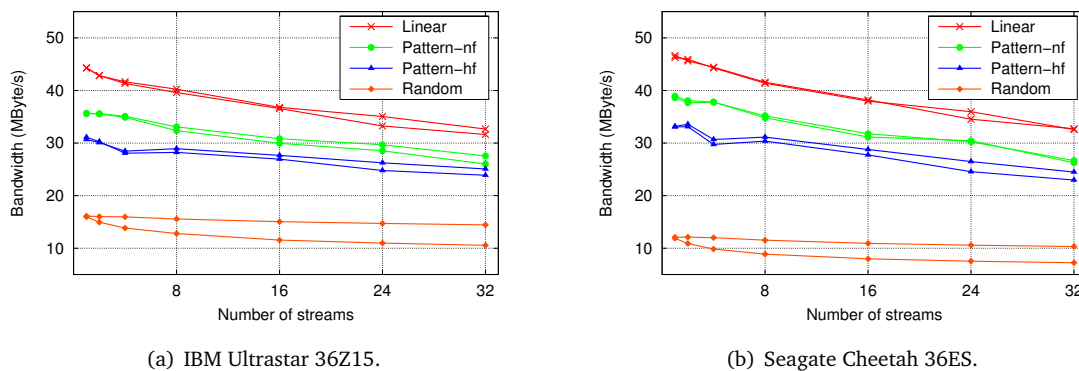 50
40
30
20
10
Bandwidth (MByte/s)
8
16
24
32
Number of streams
Linear
Pattern-nf
Pattern-hf
Random
(a) IBM Ultrastar 36Z15.
50
40
30
20
10
Bandwidth (MByte/s)
8
16
24
32
Number of streams
Linear
Pattern-nf
Pattern-hf
Random
(b) Seagate Cheetah 36ES.